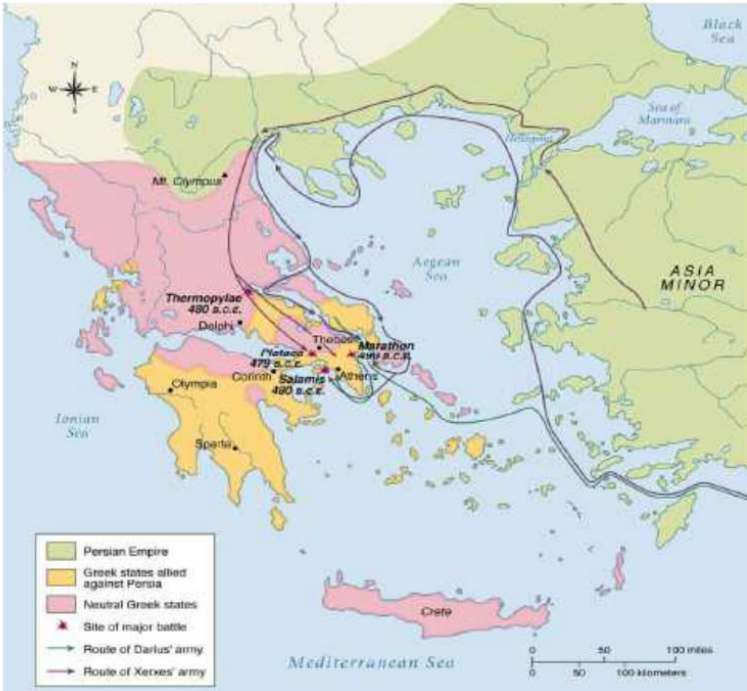 Black
Sea
N
W
E
S
Sea of
Marmara
Hellespont
Mt. Olympus
Aegean
Sea
ASIA
MINOR
Thermopylae
480 B.C.E.
Delphi
Thebes
Marathon
490 B.C.E.
Plataea
479 B.C.E.
Corinth
Salamis
480 B.C.E.
Athens
Olympia
Ionian
Sea
Sparta
Persian Empire
Greek states allied
against Persia
Neutral Greek states
Site of major battle
Route of Darius' army
Route of Xerxes' army
Crete
Mediterranean Sea
0 50 100 miles
0 50 100 kilometers